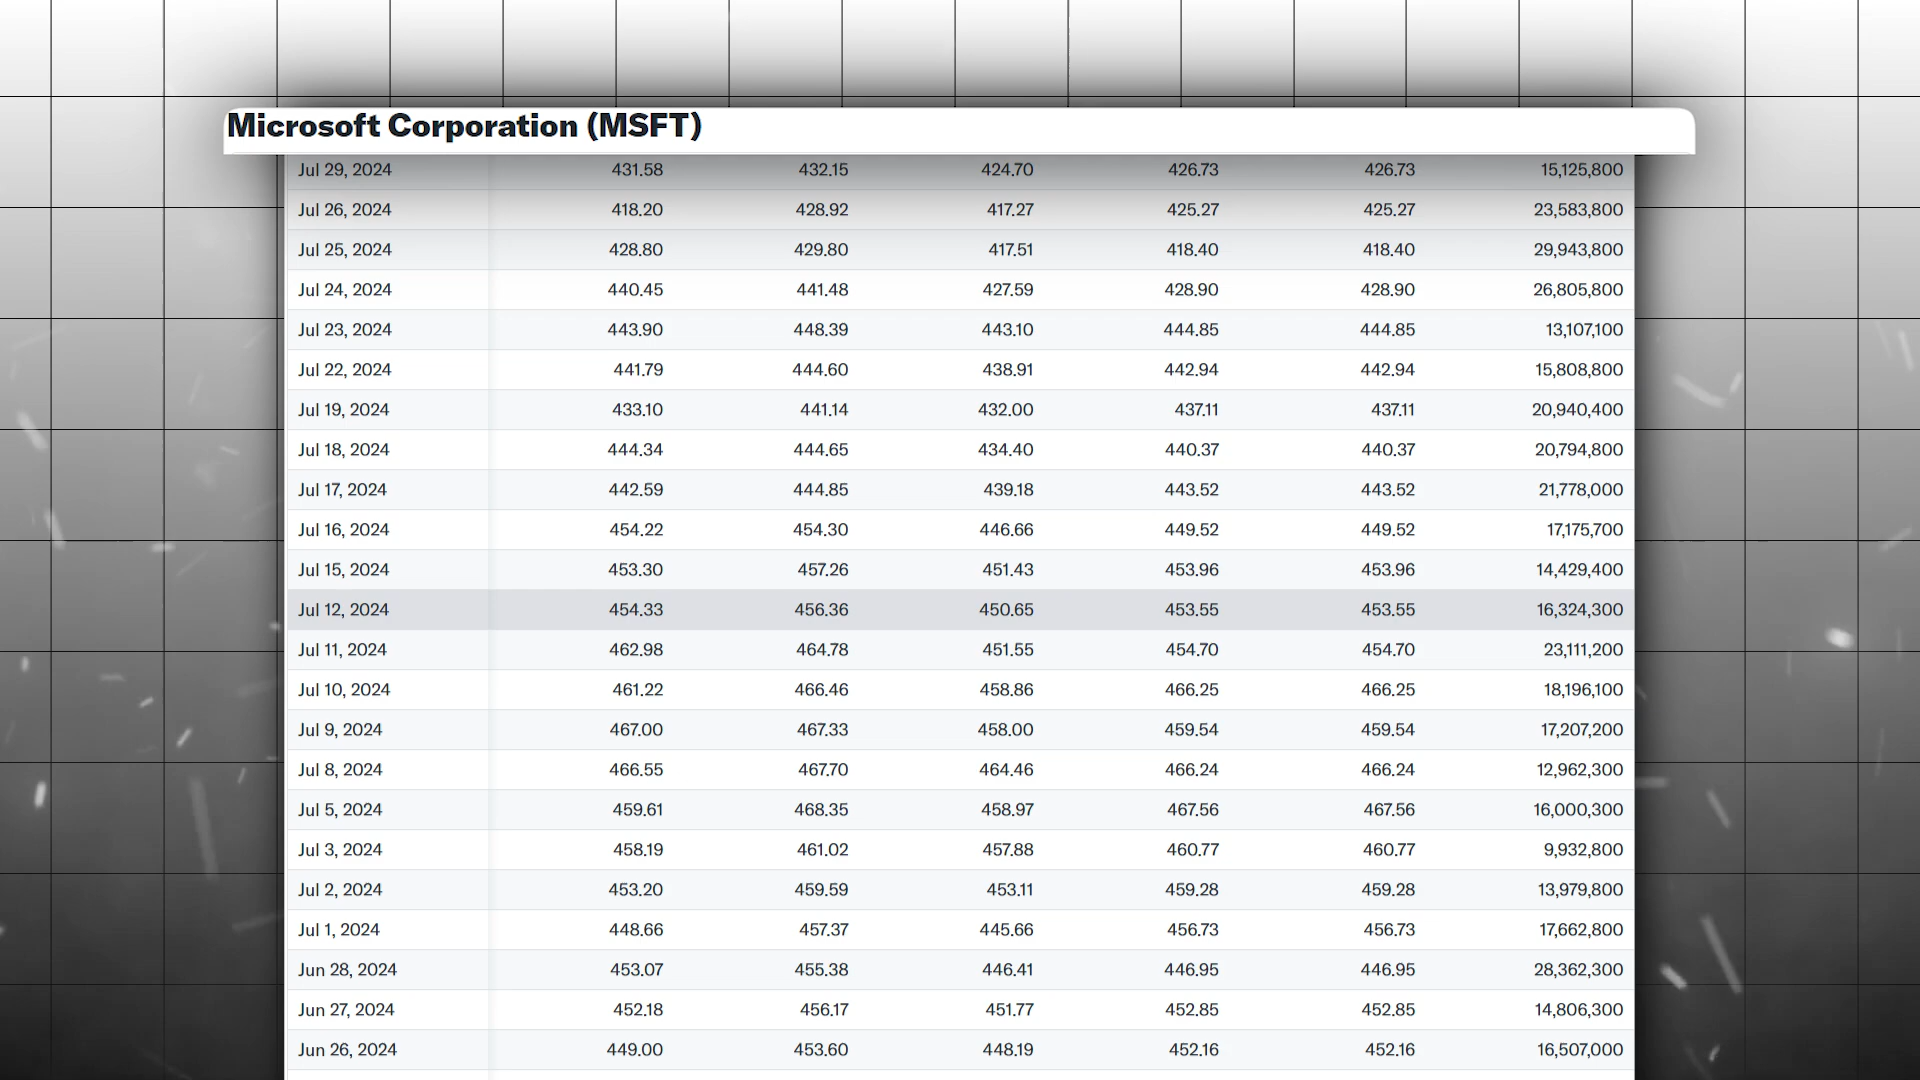 Microsoft Corporation (MSFT)
Jul 29, 2024 431.58 432.15 424.70 426.73 426.73 15,125,800
Jul 26, 2024 418.20 428.92 417.27 425.27 425.27 23,583,800
Jul 25, 2024 428.80 429.80 417.51 418.40 418.40 29,943,800
Jul 24, 2024 440.45 441.48 427.59 428.90 428.90 26,805,800
Jul 23, 2024 443.90 448.39 443.10 444.85 444.85 13,107,100
Jul 22, 2024 441.79 444.60 438.91 442.94 442.94 15,808,800
Jul 19, 2024 433.10 441.14 432.00 437.11 437.11 20,940,400
Jul 18, 2024 444.34 444.65 434.40 440.37 440.37 20,794,800
Jul 17, 2024 442.59 444.85 439.18 443.52 443.52 21,778,000
Jul 16, 2024 454.22 454.30 446.66 449.52 449.52 17,175,700
Jul 15, 2024 453.30 457.26 451.43 453.96 453.96 14,429,400
Jul 12, 2024 454.33 456.36 450.65 453.55 453.55 16,324,300
Jul 11, 2024 462.98 464.78 451.55 454.70 454.70 23,111,200
Jul 10, 2024 461.22 466.46 458.86 466.25 466.25 18,196,100
Jul 9, 2024 467.00 467.33 458.00 459.54 459.54 17,207,200
Jul 8, 2024 466.55 467.70 464.46 466.24 466.24 12,962,300
Jul 5, 2024 459.61 468.35 458.97 467.56 467.56 16,000,300
Jul 3, 2024 458.19 461.02 457.88 460.77 460.77 9,932,800
Jul 2, 2024 453.20 459.59 453.11 459.28 459.28 13,979,800
Jul 1, 2024 448.66 457.37 445.66 456.73 456.73 17,662,800
Jun 28, 2024 453.07 455.38 446.41 446.95 446.95 28,362,300
Jun 27, 2024 452.18 456.17 451.77 452.85 452.85 14,806,300
Jun 26, 2024 449.00 453.60 448.19 452.16 452.16 16,507,000